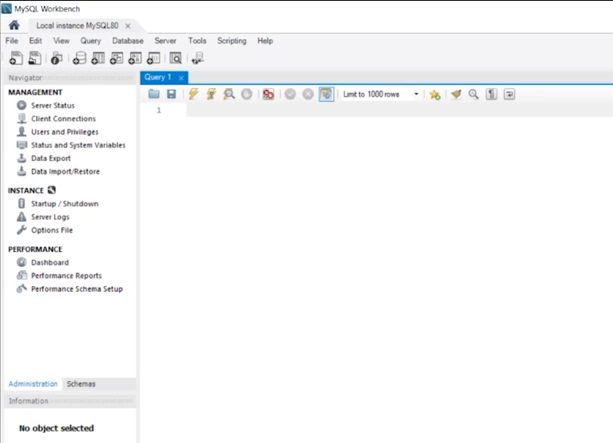 MySQL Workbench
Local instance MySQL80 ×
File Edit View Query Database Server Tools Scripting Help
Navigator
Query 1 ×
MANAGEMENT
Server Status
Client Connections
Users and Privileges
Status and System Variables
Data Export
Data Import/Restore
INSTANCE
Startup / Shutdown
Server Logs
Options File
PERFORMANCE
Dashboard
Performance Reports
Performance Schema Setup
Administration Schemas
Information
No object selected
Limit to 1000 rows
1